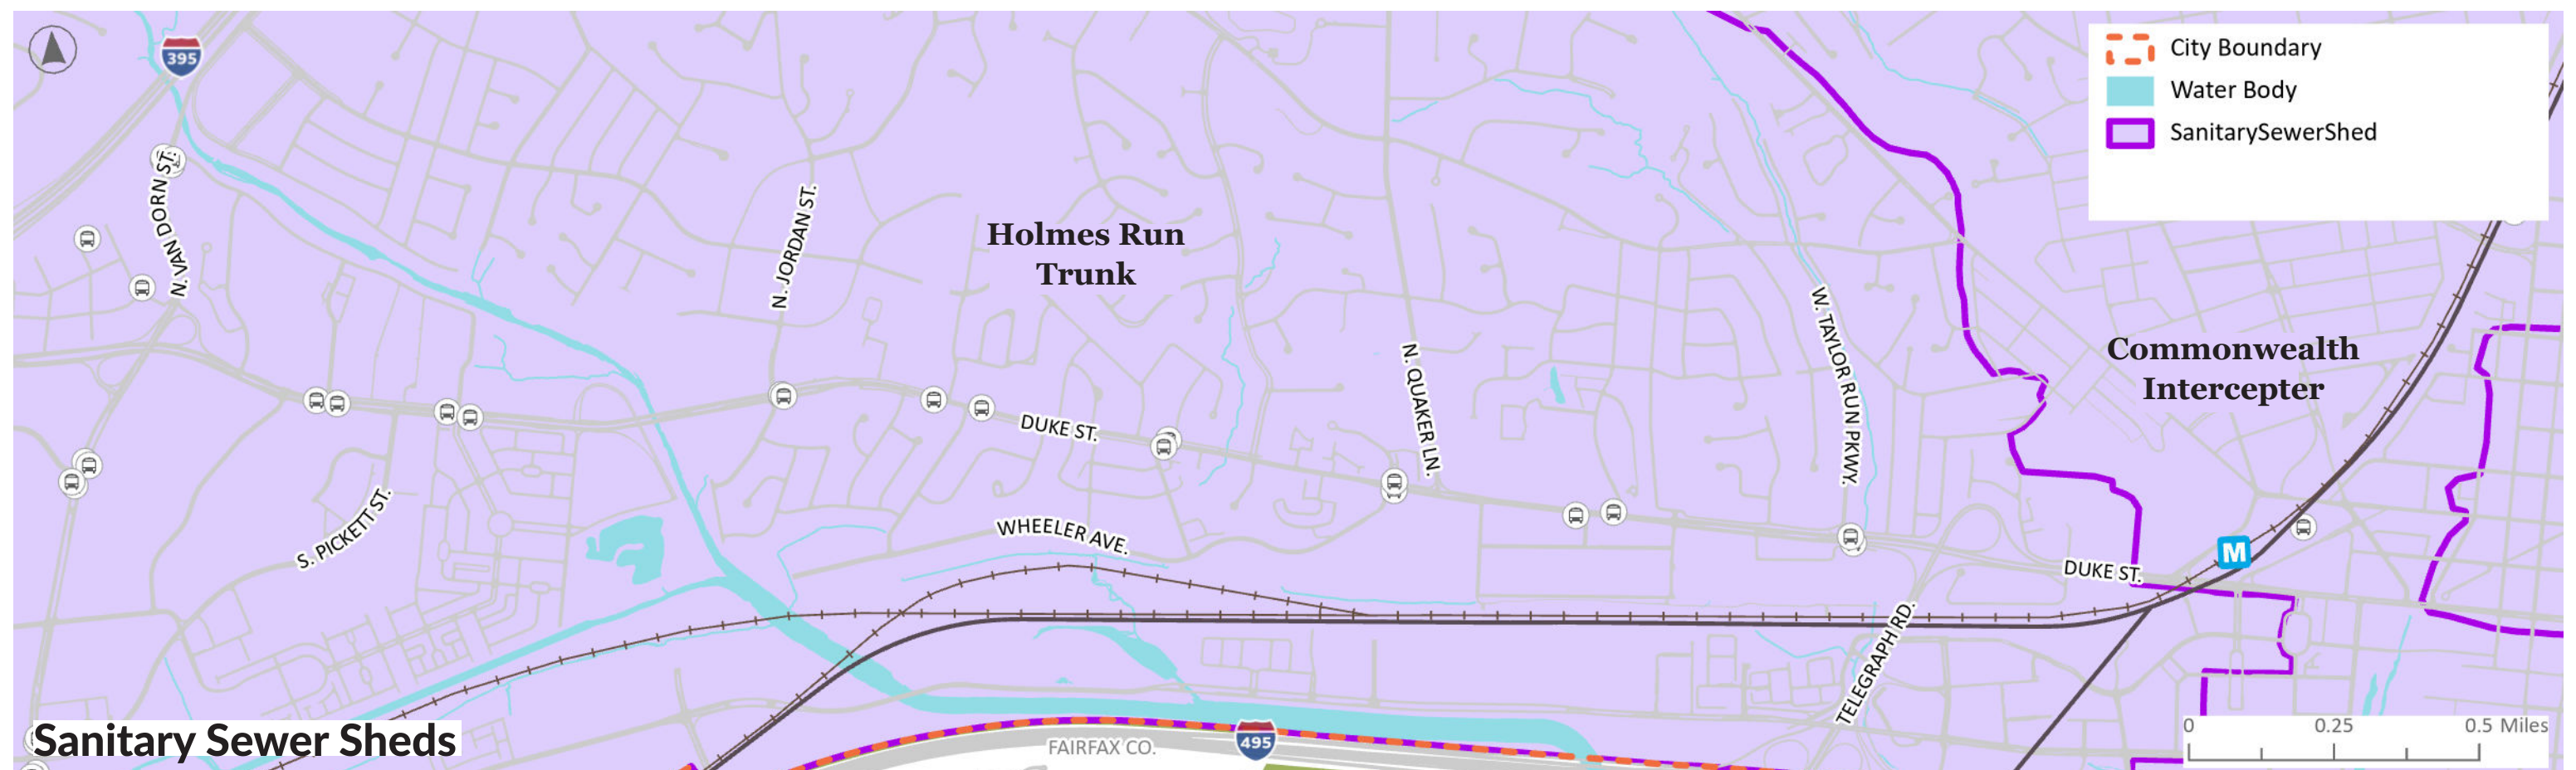 395
City Boundary
Water Body
SanitarySewerShed
N. VAN DORN ST.
N. JORDAN ST.
Holmes Run
Trunk
N. QUAKER LN.
W. TAYLOR RUN PKWY.
Commonwealth
Intercepter
DUKE ST.
S. PICKETT ST.
WHEELER AVE.
M
DUKE ST.
TELEGRAPH RD.
Sanitary Sewer Sheds
FAIRFAX CO.
495
0 0.25 0.5 Miles